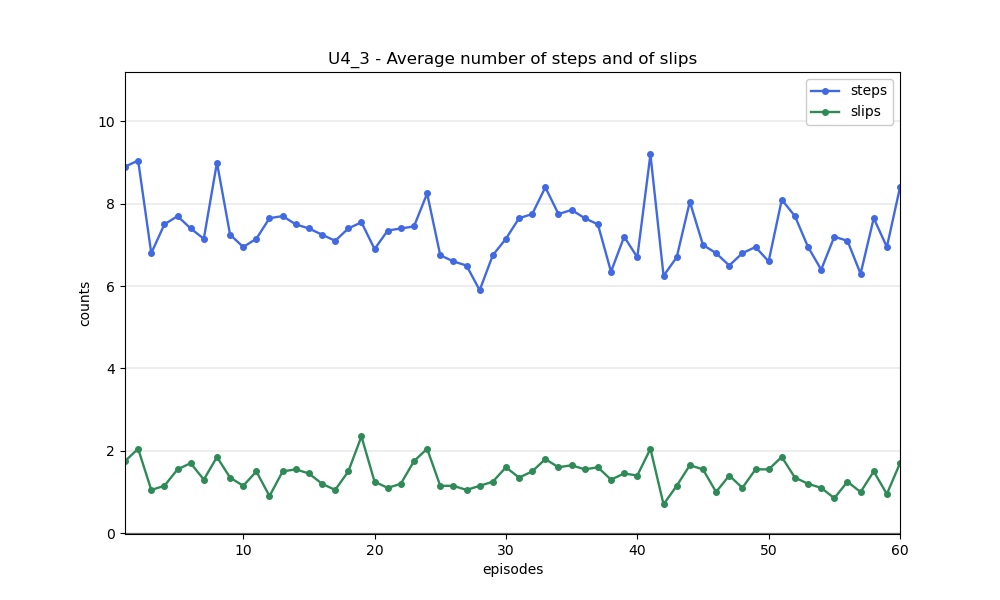 U4_3 - Average number of steps and of slips
steps
slips
counts
10
8
6
4
2
0
10 20 30 40 50 60
episodes